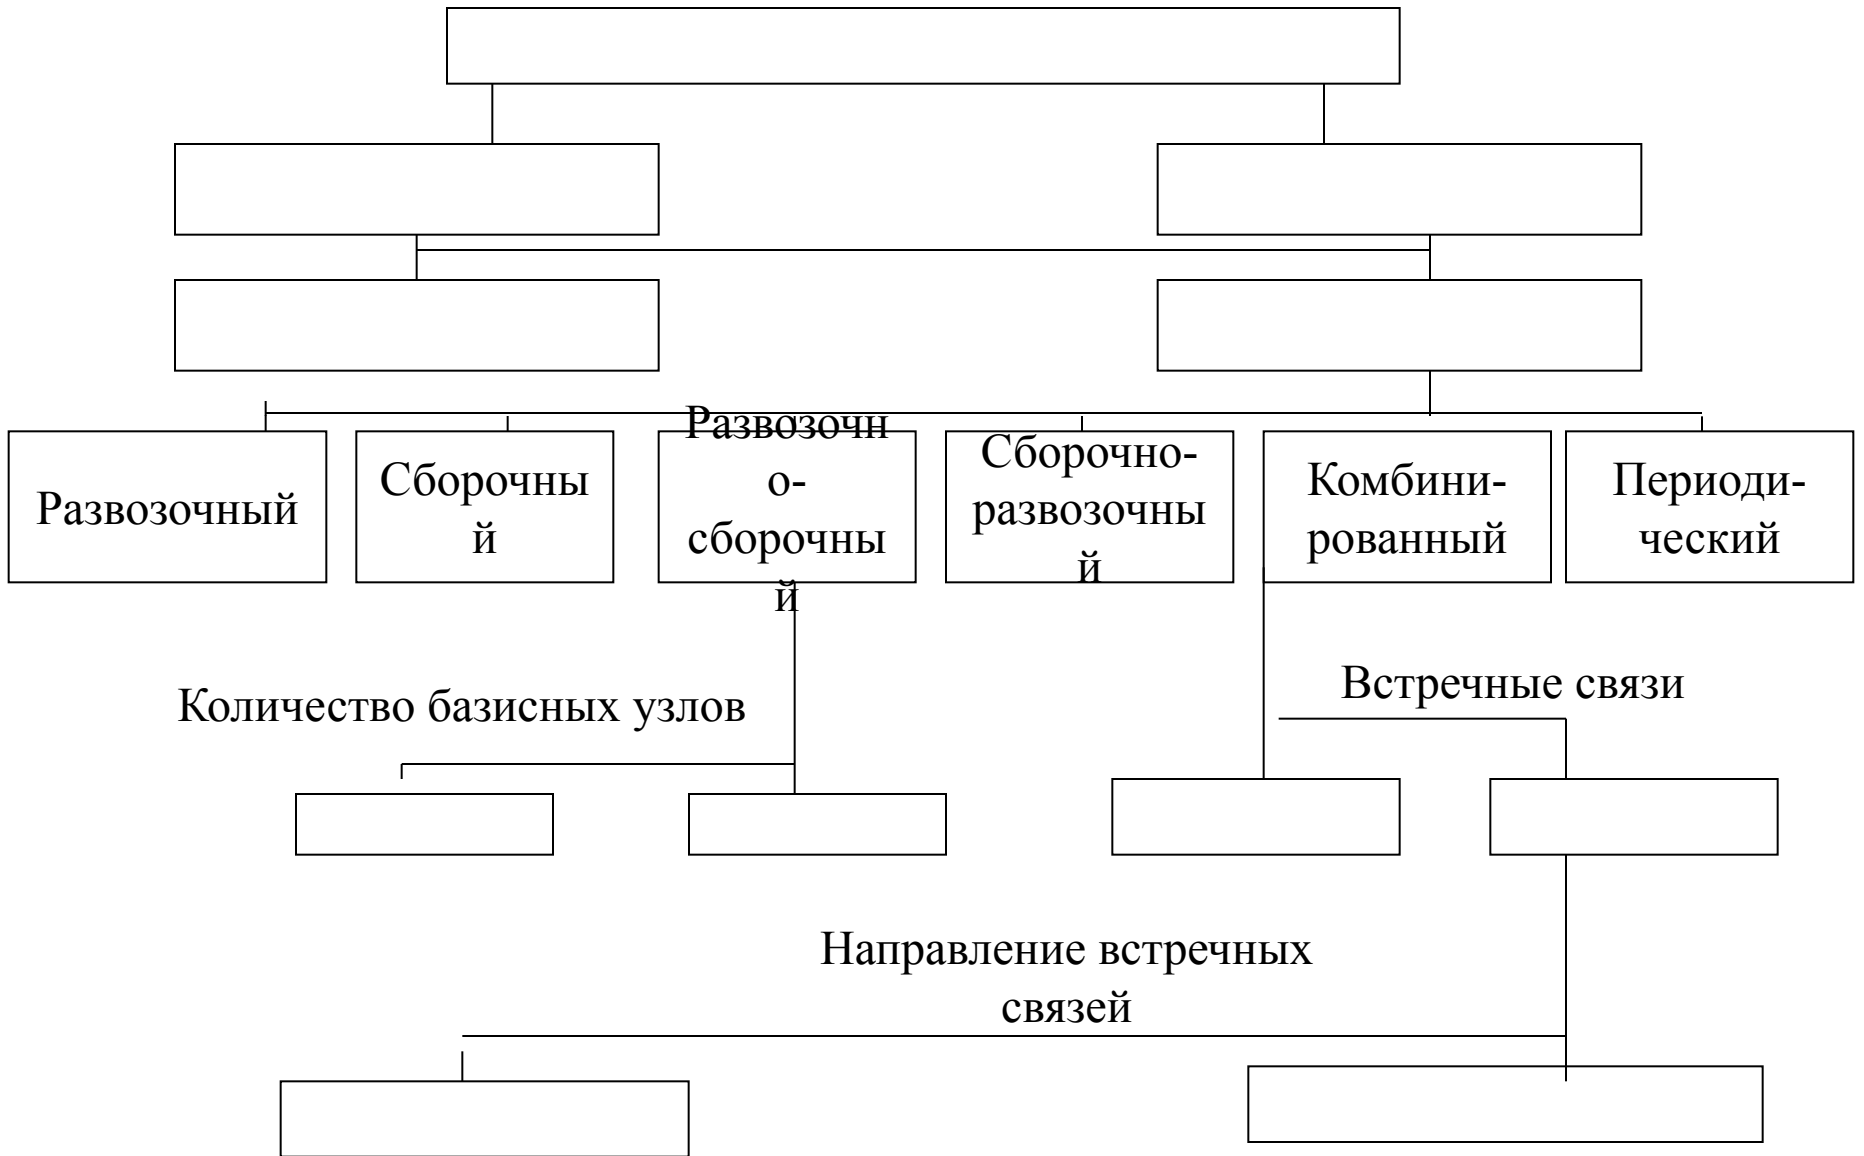 Развозочный
Сборочны
й
Развозочн
о-
сборочны
й
Сборочно-
развозочны
й
Комбини-
рованный
Периоди-
ческий
Количество базисных узлов
Встречные связи
Направление встречных
связей